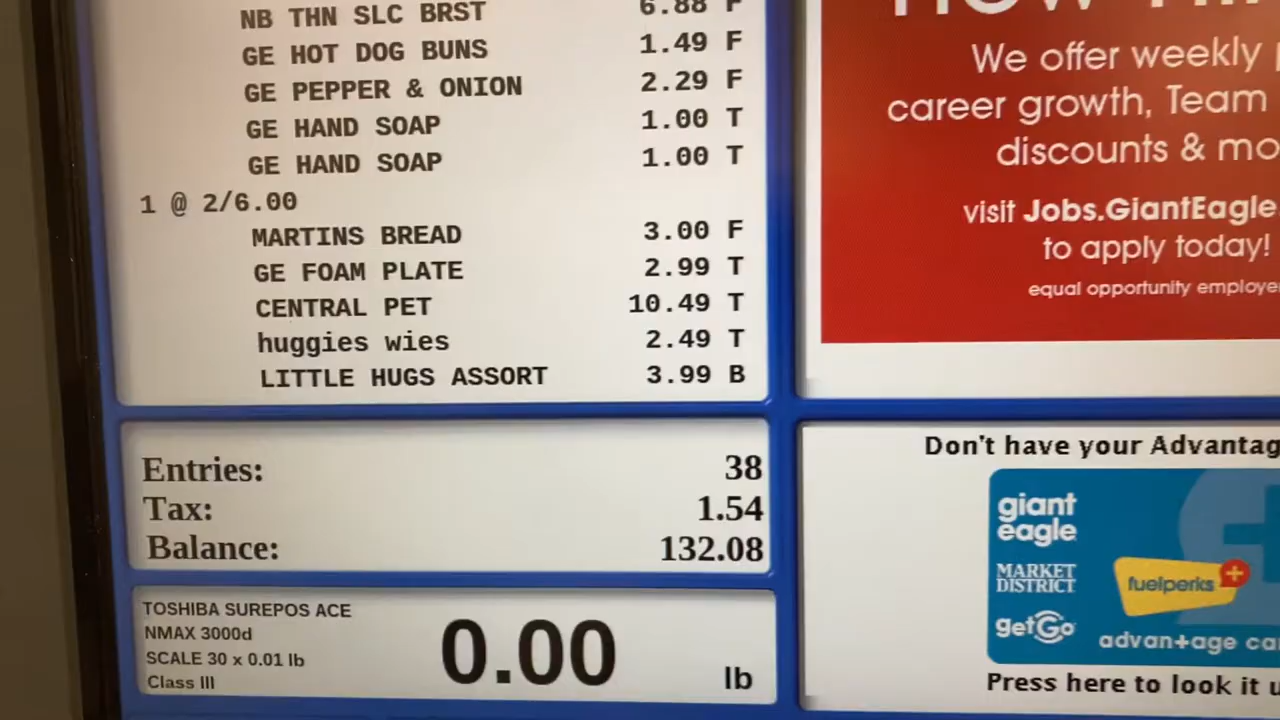 NB THN SLC BRST 6.88 F
GE HOT DOG BUNS 1.49 F
GE PEPPER & ONION 2.29 F
GE HAND SOAP 1.00 T
GE HAND SOAP 1.00 T
1 @ 2/6.00
MARTINS BREAD 3.00 F
GE FOAM PLATE 2.99 T
CENTRAL PET 10.49 T
huggies wies 2.49 T
LITTLE HUGS ASSORT 3.99 B
Entries: 38
Tax: 1.54
Balance: 132.08
TOSHIBA SUREPOS ACE
NMAX 3000d
SCALE 30 x 0.01 lb
Class III
0.00 lb
We offer weekly
career growth, Team
discounts & mo
visit Jobs.GiantEagle
to apply today!
equal opportunity employe
Don't have your Advantag
giant
eagle
MARKET
DISTRICT
fuelperks+
getGo
advan+age ca
Press here to look it u